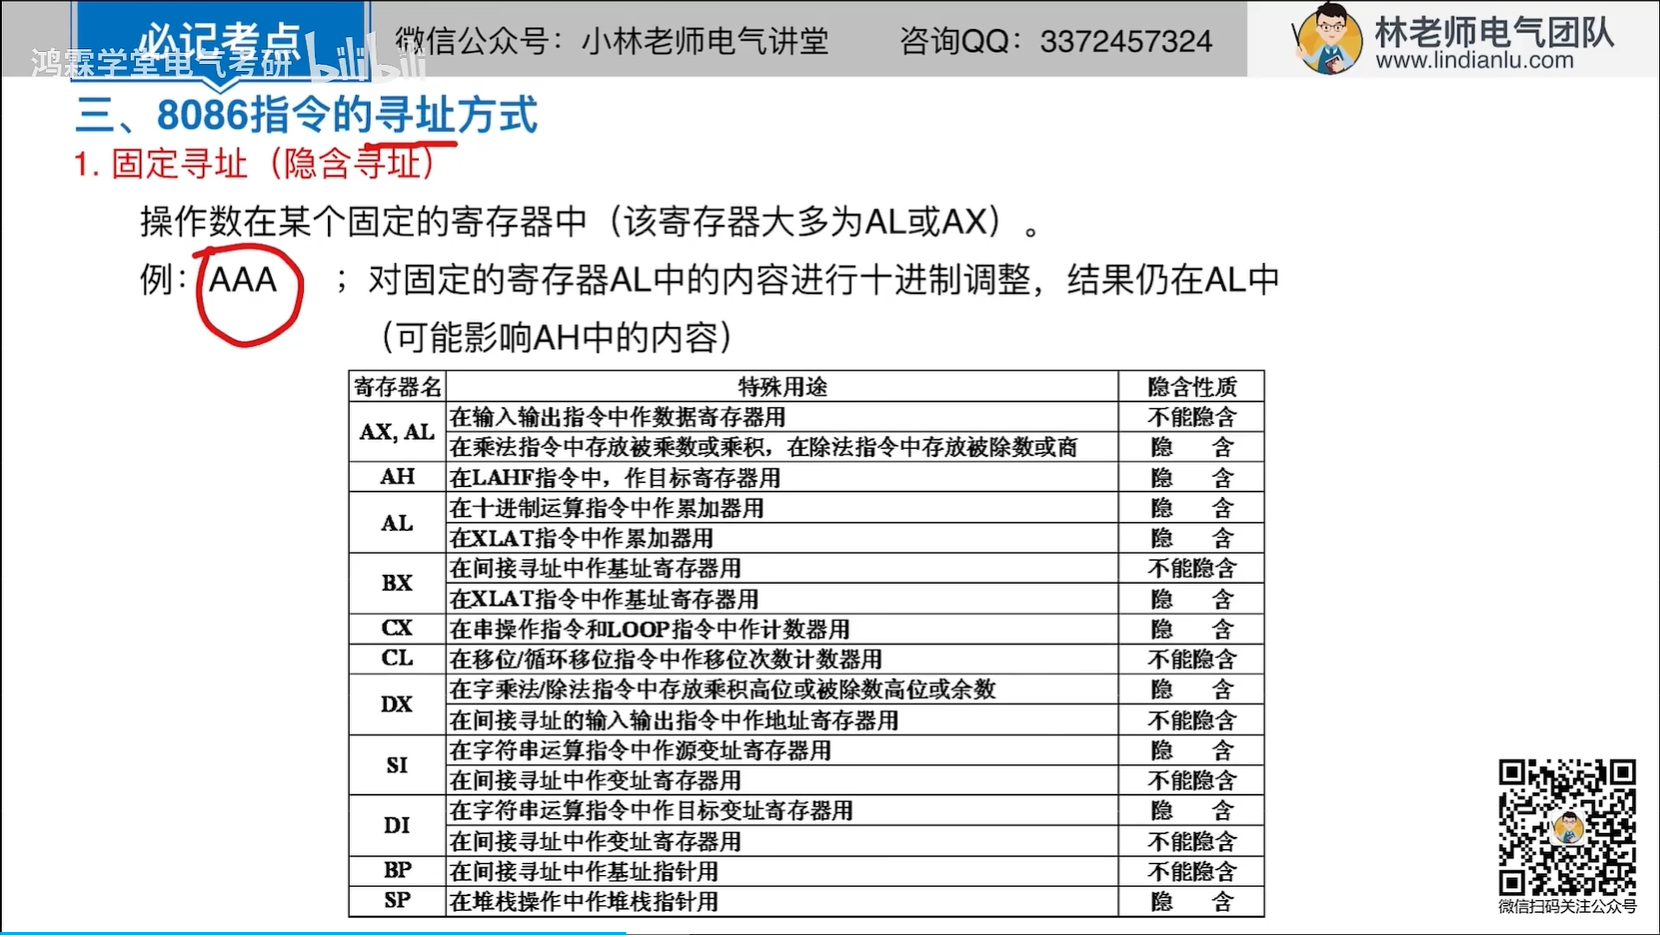 必记考点
鸿霖学堂电气考研 bilibili
微信公众号：小林老师电气讲堂 咨询QQ：3372457324
林老师电气团队
www.lindianlu.com
三、8086指令的寻址方式
1. 固定寻址（隐含寻址）
操作数在某个固定的寄存器中（该寄存器大多为AL或AX）。
例：AAA ；对固定的寄存器AL中的内容进行十进制调整，结果仍在AL中
（可能影响AH中的内容）
寄存器名 特殊用途 隐含性质
AX, AL 在输入输出指令中作数据寄存器用 不能隐含
在乘法指令中存放被乘数或乘积，在除法指令中存放被除数或商 隐 含
AH 在LAHF指令中，作目标寄存器用 隐 含
AL 在十进制运算指令中作累加器用 隐 含
在XLAT指令中作累加器用 隐 含
BX 在间接寻址中作基址寄存器用 不能隐含
在XLAT指令中作基址寄存器用 隐 含
CX 在串操作指令和LOOP指令中作计数器用 隐 含
CL 在移位/循环移位指令中作移位次数计数器用 不能隐含
DX 在字乘法/除法指令中存放乘积高位或被除数高位或余数 隐 含
在间接寻址的输入输出指令中作地址寄存器用 不能隐含
SI 在字符串运算指令中作源变址寄存器用 隐 含
在间接寻址中作变址寄存器用 不能隐含
DI 在字符串运算指令中作目标变址寄存器用 隐 含
在间接寻址中作变址寄存器用 不能隐含
BP 在间接寻址中作基址指针用 不能隐含
SP 在堆栈操作中作堆栈指针用 隐 含
微信扫码关注公众号